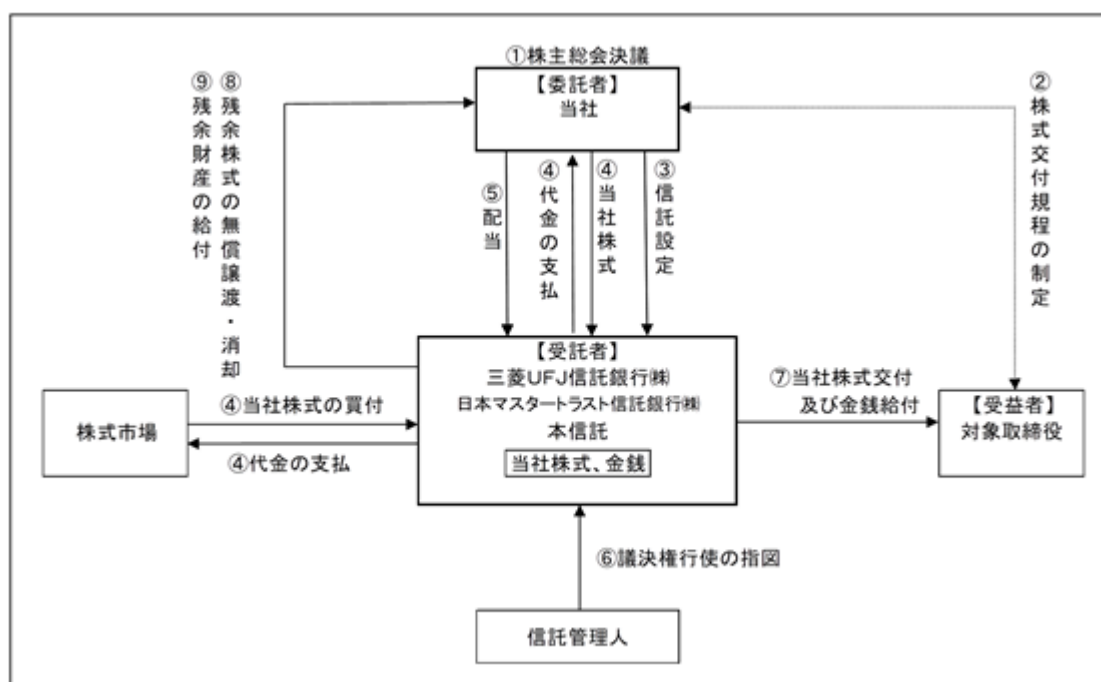 ①株主総会決議
【委託者】
当社
⑨残余財産の給付
⑧残余株式の無償譲渡・消却
②株式交付規程の制定
⑤配当
④代金の支払
④当社株式
③信託設定
【受託者】
三菱UFJ信託銀行㈱
日本マスタートラスト信託銀行㈱
本信託
当社株式、金銭
株式市場
④当社株式の買付
④代金の支払
⑦当社株式交付
及び金銭給付
【受益者】
対象取締役
⑥議決権行使の指図
信託管理人